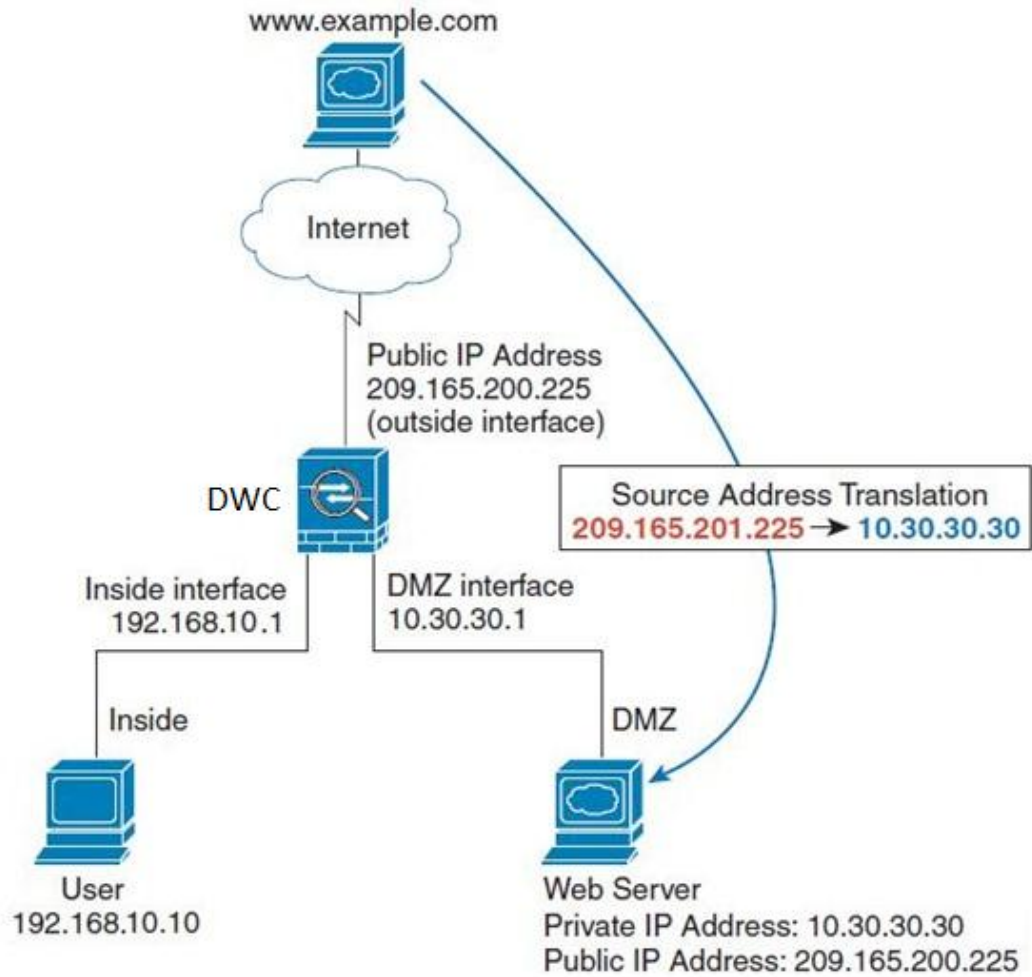 www.example.com
Internet
Public IP Address
209.165.200.225
(outside interface)
DWC
Source Address Translation
209.165.201.225 → 10.30.30.30
Inside interface
192.168.10.1
DMZ interface
10.30.30.1
Inside
DMZ
User
192.168.10.10
Web Server
Private IP Address: 10.30.30.30
Public IP Address: 209.165.200.225